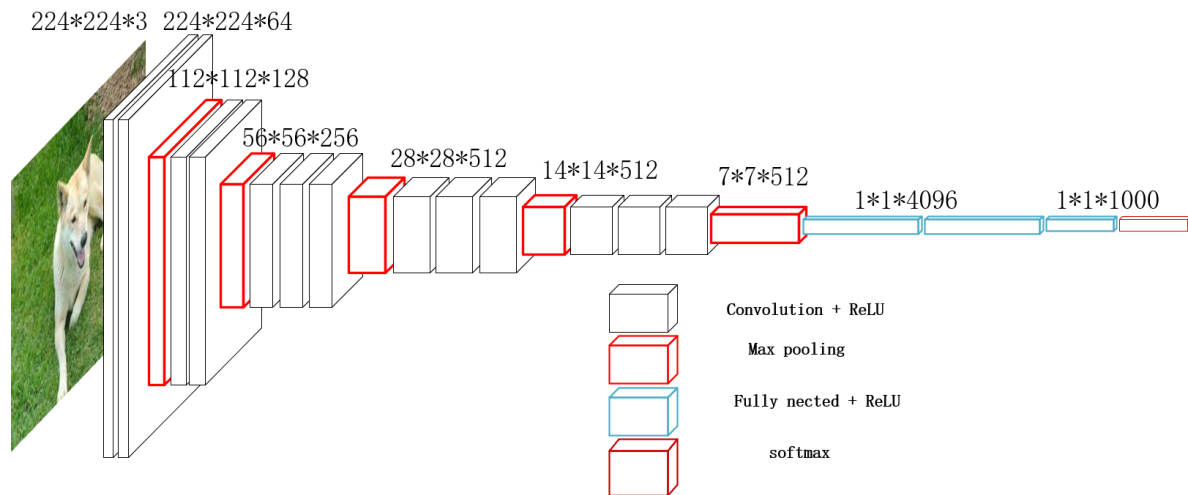 224*224*3
224*224*64
112*112*128
56*56*256
28*28*512
14*14*512
7*7*512
1*1*4096
1*1*1000
Convolution + ReLU
Max pooling
Fully nected + ReLU
softmax